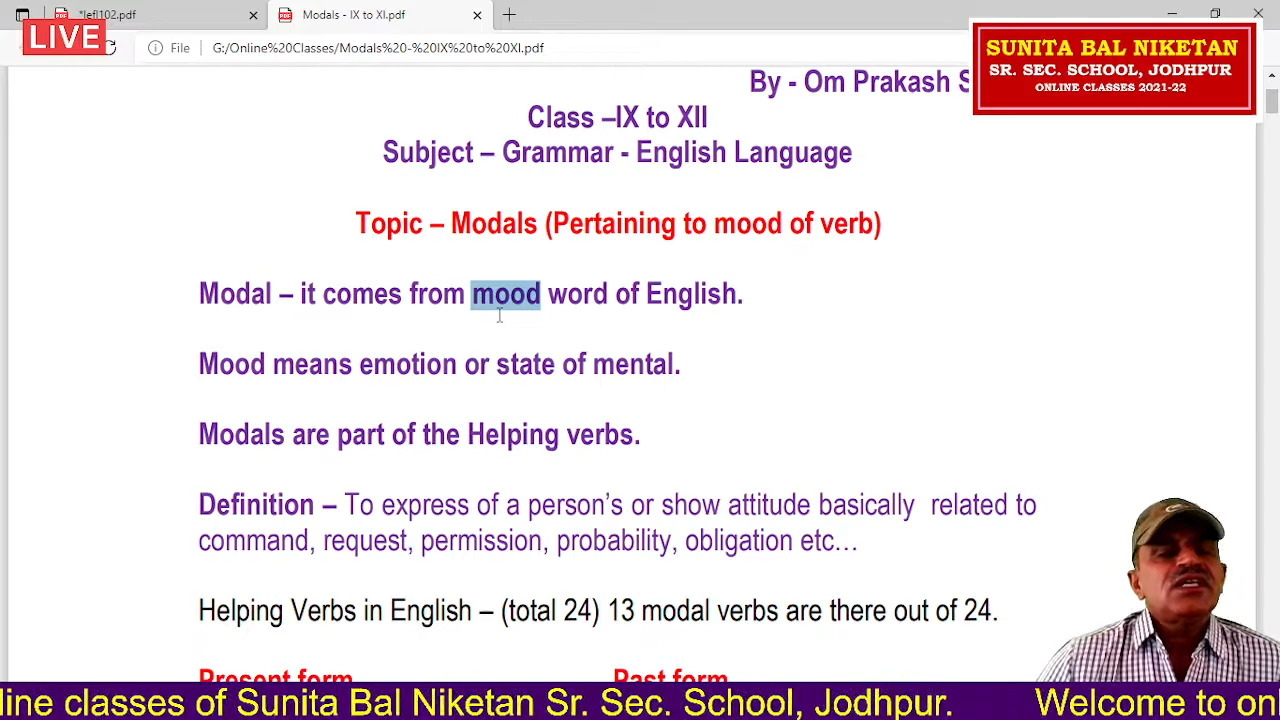 *lefl102.pdf
Modals - IX to XI.pdf
LIVE
File
G:/Online%20Classes/Modals%20-%20IX%20to%20XI.pdf
SUNITA BAL NIKETAN
SR. SEC. SCHOOL, JODHPUR
ONLINE CLASSES 2021-22
By - Om Prakash S
Class –IX to XII
Subject – Grammar - English Language
Topic – Modals (Pertaining to mood of verb)
Modal – it comes from mood word of English.
Mood means emotion or state of mental.
Modals are part of the Helping verbs.
Definition – To express of a person's or show attitude basically related to
command, request, permission, probability, obligation etc…
Helping Verbs in English – (total 24) 13 modal verbs are there out of 24.
Present form
Past form
line classes of Sunita Bal Niketan Sr. Sec. School, Jodhpur. Welcome to on